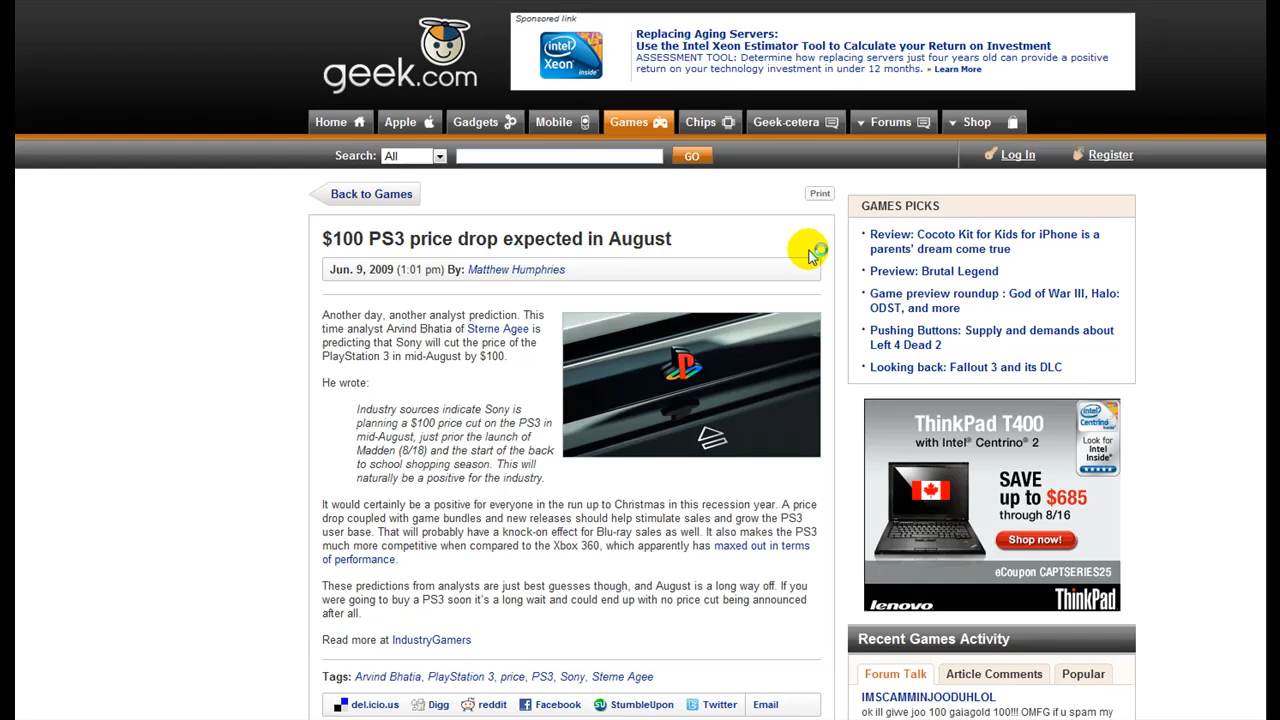 Sponsored link
geek.com
intel Xeon inside
Replacing Aging Servers:
Use the Intel Xeon Estimator Tool to Calculate your Return on Investment
ASSESSMENT TOOL: Determine how replacing servers just four years old can provide a positive
return on your technology investment in under 12 months. » Learn More
Home Apple Gadgets Mobile Games Chips Geek-cetera Forums Shop
Search: All GO Log In Register
Back to Games
Print
$100 PS3 price drop expected in August
Jun. 9, 2009 (1:01 pm) By: Matthew Humphries
Another day, another analyst prediction. This
time analyst Arvind Bhatia of Sterne Agee is
predicting that Sony will cut the price of the
PlayStation 3 in mid-August by $100.
He wrote:
Industry sources indicate Sony is
planning a $100 price cut on the PS3 in
mid-August, just prior the launch of
Madden (8/18) and the start of the back
to school shopping season. This will
naturally be a positive for the industry.
It would certainly be a positive for everyone in the run up to Christmas in this recession year. A price
drop coupled with game bundles and new releases should help stimulate sales and grow the PS3
user base. That will probably have a knock-on effect for Blu-ray sales as well. It also makes the PS3
much more competitive when compared to the Xbox 360, which apparently has maxed out in terms
of performance.
These predictions from analysts are just best guesses though, and August is a long way off. If you
were going to buy a PS3 soon it's a long wait and could end up with no price cut being announced
after all.
Read more at IndustryGamers
Tags: Arvind Bhatia, PlayStation 3, price, PS3, Sony, Sterne Agee
del.icio.us Digg reddit Facebook StumbleUpon Twitter Email
GAMES PICKS
Review: Cocoto Kit for Kids for iPhone is a
parents' dream come true
Preview: Brutal Legend
Game preview roundup : God of War III, Halo:
ODST, and more
Pushing Buttons: Supply and demands about
Left 4 Dead 2
Looking back: Fallout 3 and its DLC
ThinkPad T400
with Intel® Centrino® 2
intel Centrino
Look for
Intel
Inside®
SAVE
up to $685
through 8/16
Shop now!
eCoupon CAPTSERIES25
lenovo ThinkPad
Recent Games Activity
Forum Talk Article Comments Popular
IMSCAMMINJOODUHLOL
ok ill givve joo 100 gaiagold 100!!! OMFG if u spam my